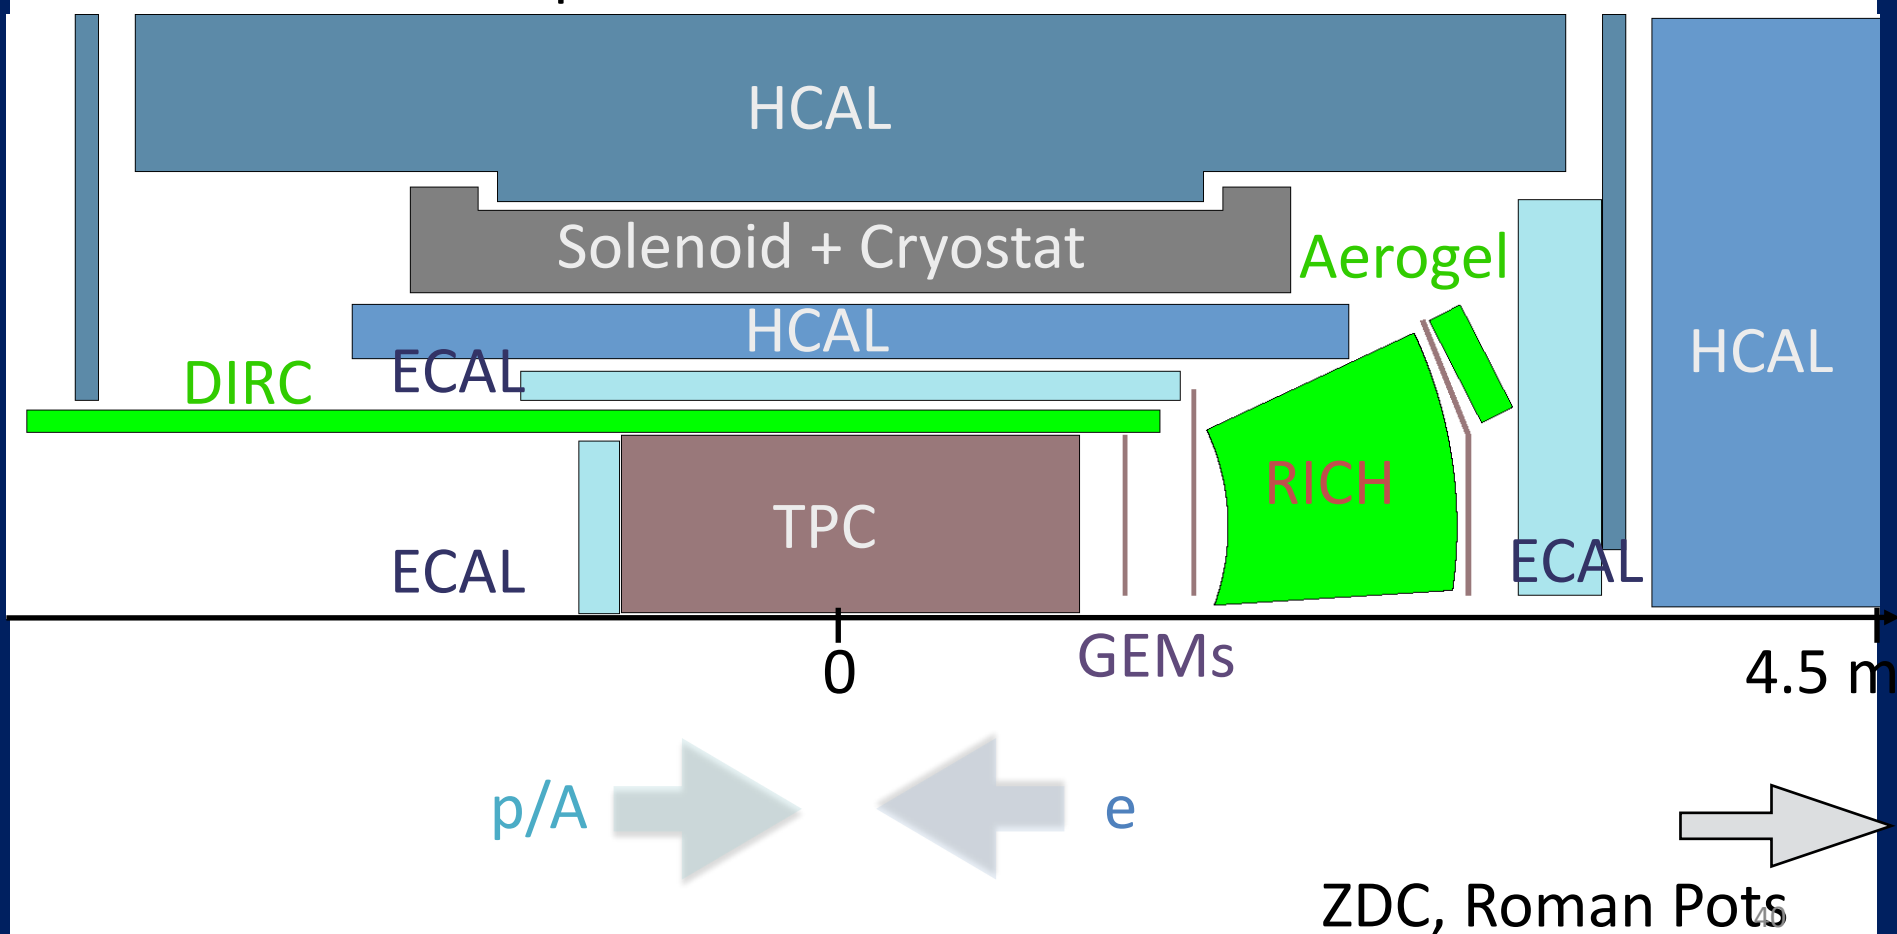 HCAL
Solenoid + Cryostat
Aerogel
HCAL
HCAL
DIRC
ECAL
RICH
TPC
ECAL
ECAL
0
GEMs
4.5 m
p/A
e
ZDC, Roman Pots
40